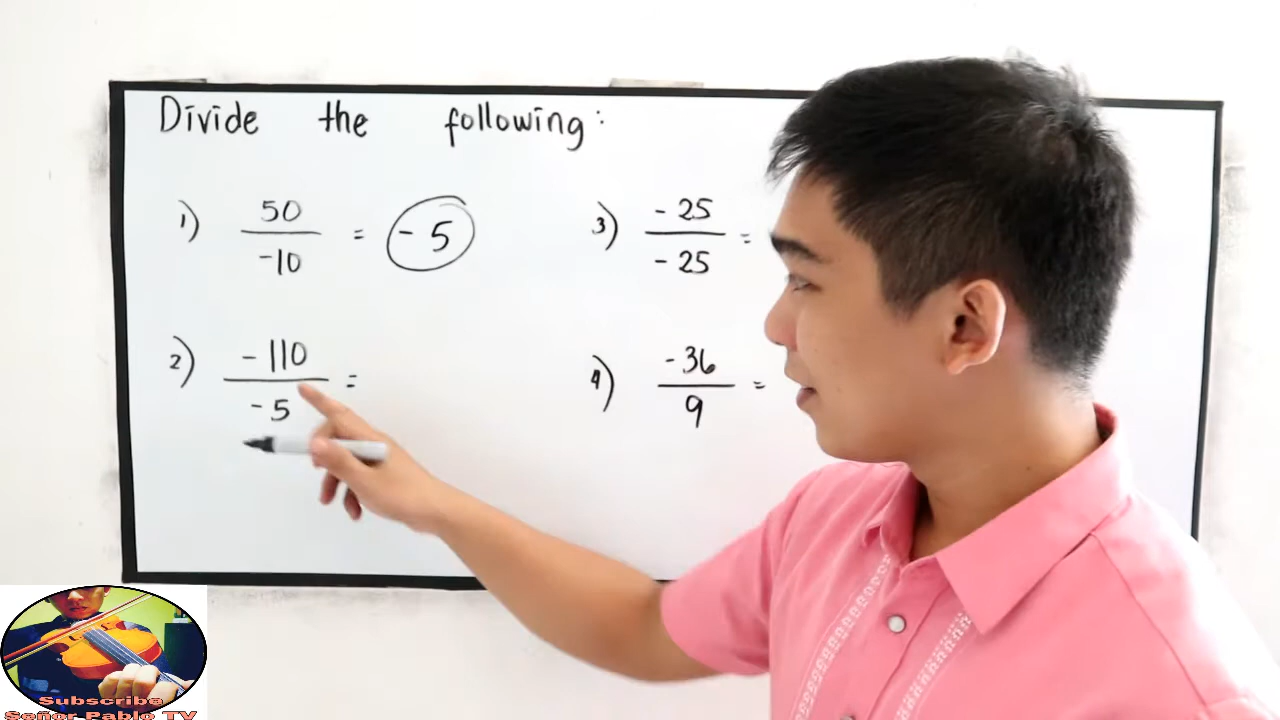 Divide the following:
1) 50/-10 = -5
2) -110/-5 =
3) -25/-25 =
4) -36/9 =
Subscribe
Señor Pablo TV